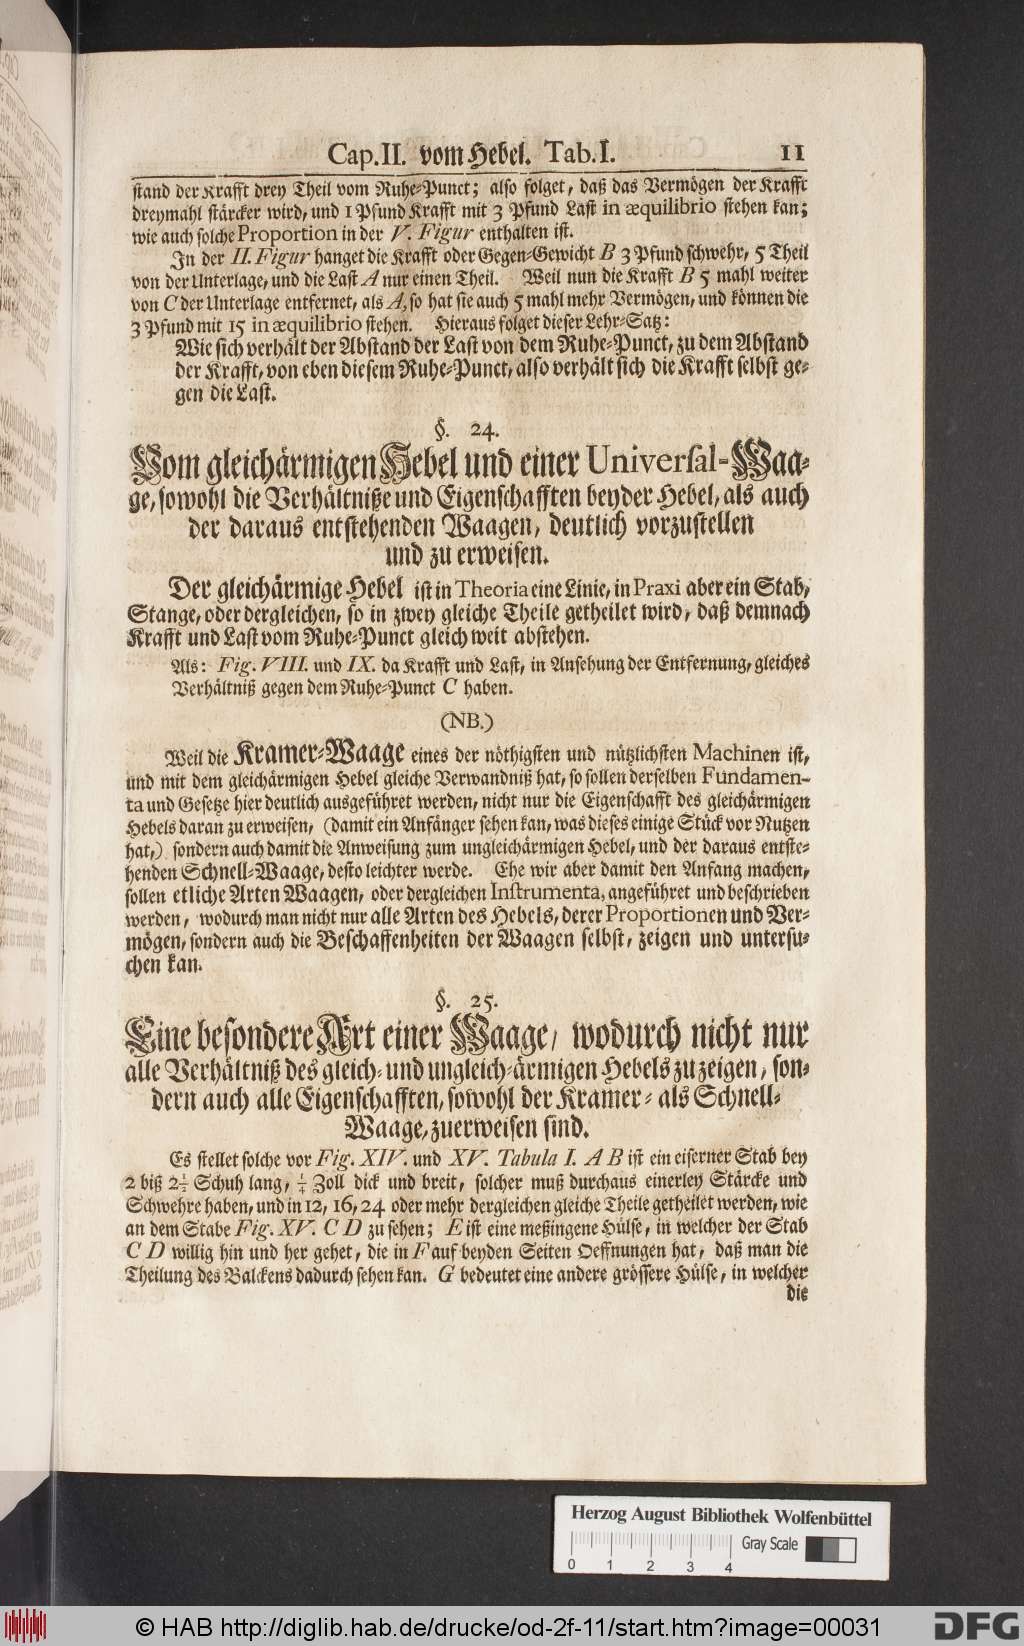 Cap. II. vom Hebel. Tab. I. 11
stand der Krafft drey Theil vom Ruhe-Punct; also folget, daß das Vermögen der Krafft
dreymahl stärcker wird, und 1 Pfund Krafft mit 3 Pfund Last in æquilibrio stehen kan;
wie auch solche Proportion in der V. Figur enthalten ist.
In der II. Figur hanget die Krafft oder Gegen-Gewicht B 3 Pfund schwehr, 5 Theil
von der Unterlage, und die Last A nur einen Theil. Weil nun die Krafft B 5 mahl weiter
von C der Unterlage entfernet, als A, so hat sie auch 5 mahl mehr Vermögen, und können die
3 Pfund mit 15 in æquilibrio stehen. Hieraus folget dieser Lehr-Satz:
Wie sich verhält der Abstand der Last von dem Ruhe-Punct, zu dem Abstand
der Krafft, von eben diesem Ruhe-Punct, also verhält sich die Krafft selbst ge-
gen die Last.
§. 24.
Vom gleichärmigen Hebel und einer Universal-Waa-
ge, sowohl die Verhältniße und Eigenschafften beyder Hebel, als auch
der daraus entstehenden Waagen, deutlich vorzustellen
und zu erweisen.
Der gleichärmige Hebel ist in Theoria eine Linie, in Praxi aber ein Stab,
Stange, oder dergleichen, so in zwey gleiche Theile getheilet wird, daß demnach
Krafft und Last vom Ruhe-Punct gleich weit abstehen.
Als: Fig. VIII. und IX. da Krafft und Last, in Ansehung der Entfernung, gleiches
Verhältniß gegen dem Ruhe-Punct C haben.
(NB.)
Weil die Kramer-Waage eines der nöthigsten und nützlichsten Machinen ist,
und mit dem gleichärmigen Hebel gleiche Verwandniß hat, so sollen derselben Fundamen-
ta und Gesetze hier deutlich ausgeführet werden, nicht nur die Eigenschafft des gleichärmigen
Hebels daran zu erweisen, (damit ein Anfänger sehen kan, was dieses einige Stück vor Nutzen
hat,) sondern auch damit die Anweisung zum ungleichärmigen Hebel, und der daraus entste-
henden Schnell-Waage, desto leichter werde. Ehe wir aber damit den Anfang machen,
sollen etliche Arten Waagen, oder dergleichen Instrumenta, angeführet und beschrieben
werden, wodurch man nicht nur alle Arten des Hebels, derer Proportionen und Ver-
mögen, sondern auch die Beschaffenheiten der Waagen selbst, zeigen und untersu-
chen kan.
§. 25.
Eine besondere Art einer Waage, wodurch nicht nur
alle Verhältniß des gleich- und ungleich-ärmigen Hebels zu zeigen, son-
dern auch alle Eigenschafften, sowohl der Kramer- als Schnell-
Waage, zuerweisen sind.
Es stellet solche vor Fig. XIV. und XV. Tabula I. A B ist ein eiserner Stab bey
2 biß 2½ Schuh lang, ¼ Zoll dick und breit, solcher muß durchaus einerley Stärcke und
Schwehre haben, und in 12, 16, 24 oder mehr dergleichen gleiche Theile getheilet werden, wie
an dem Stabe Fig. XV. C D zu sehen; E ist eine meßingene Hülse, in welcher der Stab
C D willig hin und her gehet, die in F auf beyden Seiten Oeffnungen hat, daß man die
Theilung des Balckens dadurch sehen kan. G bedeutet eine andere grössere Hülse, in welcher
die
Herzog August Bibliothek Wolfenbüttel
Gray Scale
0 1 2 3 4
© HAB http://diglib.hab.de/drucke/od-2f-11/start.htm?image=00031
DFG